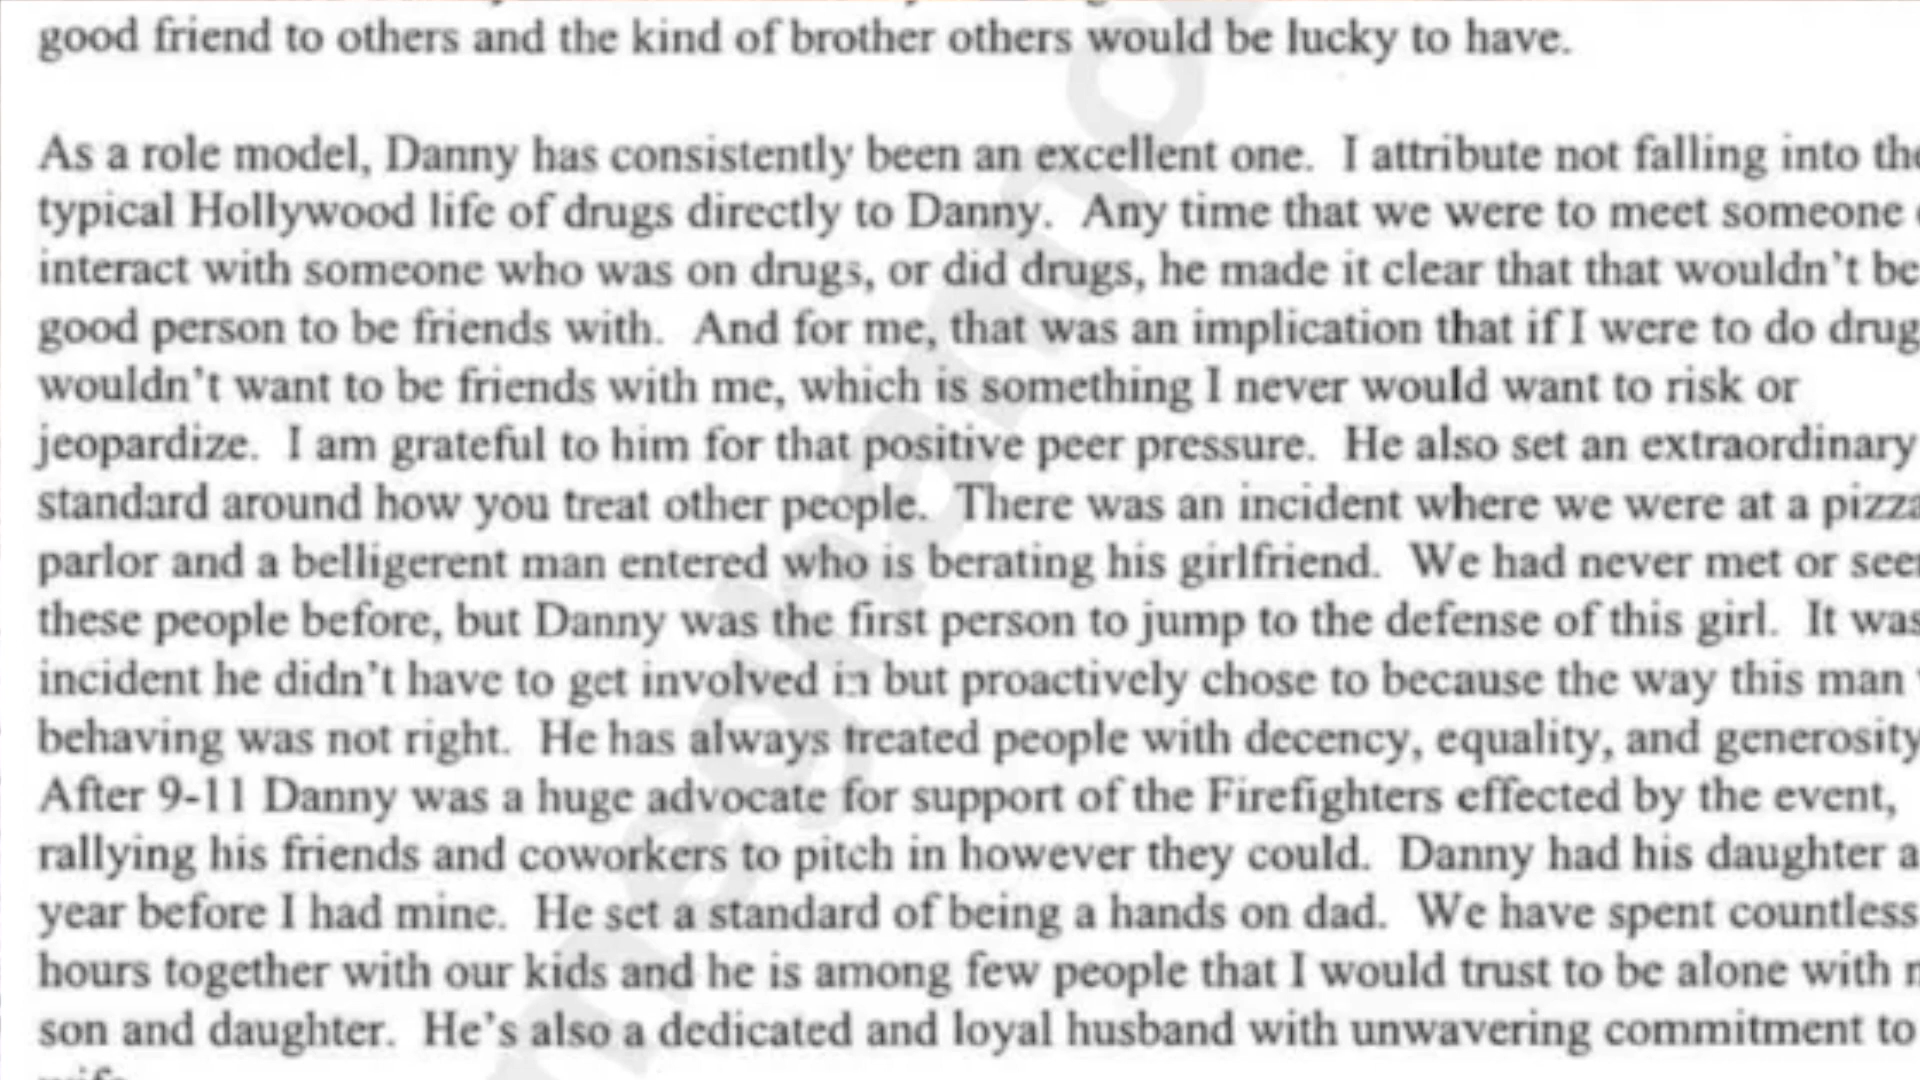 good friend to others and the kind of brother others would be lucky to have.
As a role model, Danny has consistently been an excellent one. I attribute not falling into the
typical Hollywood life of drugs directly to Danny. Any time that we were to meet someone
interact with someone who was on drugs, or did drugs, he made it clear that that wouldn't be
good person to be friends with. And for me, that was an implication that if I were to do drug
wouldn't want to be friends with me, which is something I never would want to risk or
jeopardize. I am grateful to him for that positive peer pressure. He also set an extraordinary
standard around how you treat other people. There was an incident where we were at a pizza
parlor and a belligerent man entered who is berating his girlfriend. We had never met or seen
these people before, but Danny was the first person to jump to the defense of this girl. It was
incident he didn't have to get involved in but proactively chose to because the way this man
behaving was not right. He has always treated people with decency, equality, and generosity
After 9-11 Danny was a huge advocate for support of the Firefighters effected by the event,
rallying his friends and coworkers to pitch in however they could. Danny had his daughter a
year before I had mine. He set a standard of being a hands on dad. We have spent countless
hours together with our kids and he is among few people that I would trust to be alone with
son and daughter. He's also a dedicated and loyal husband with unwavering commitment to